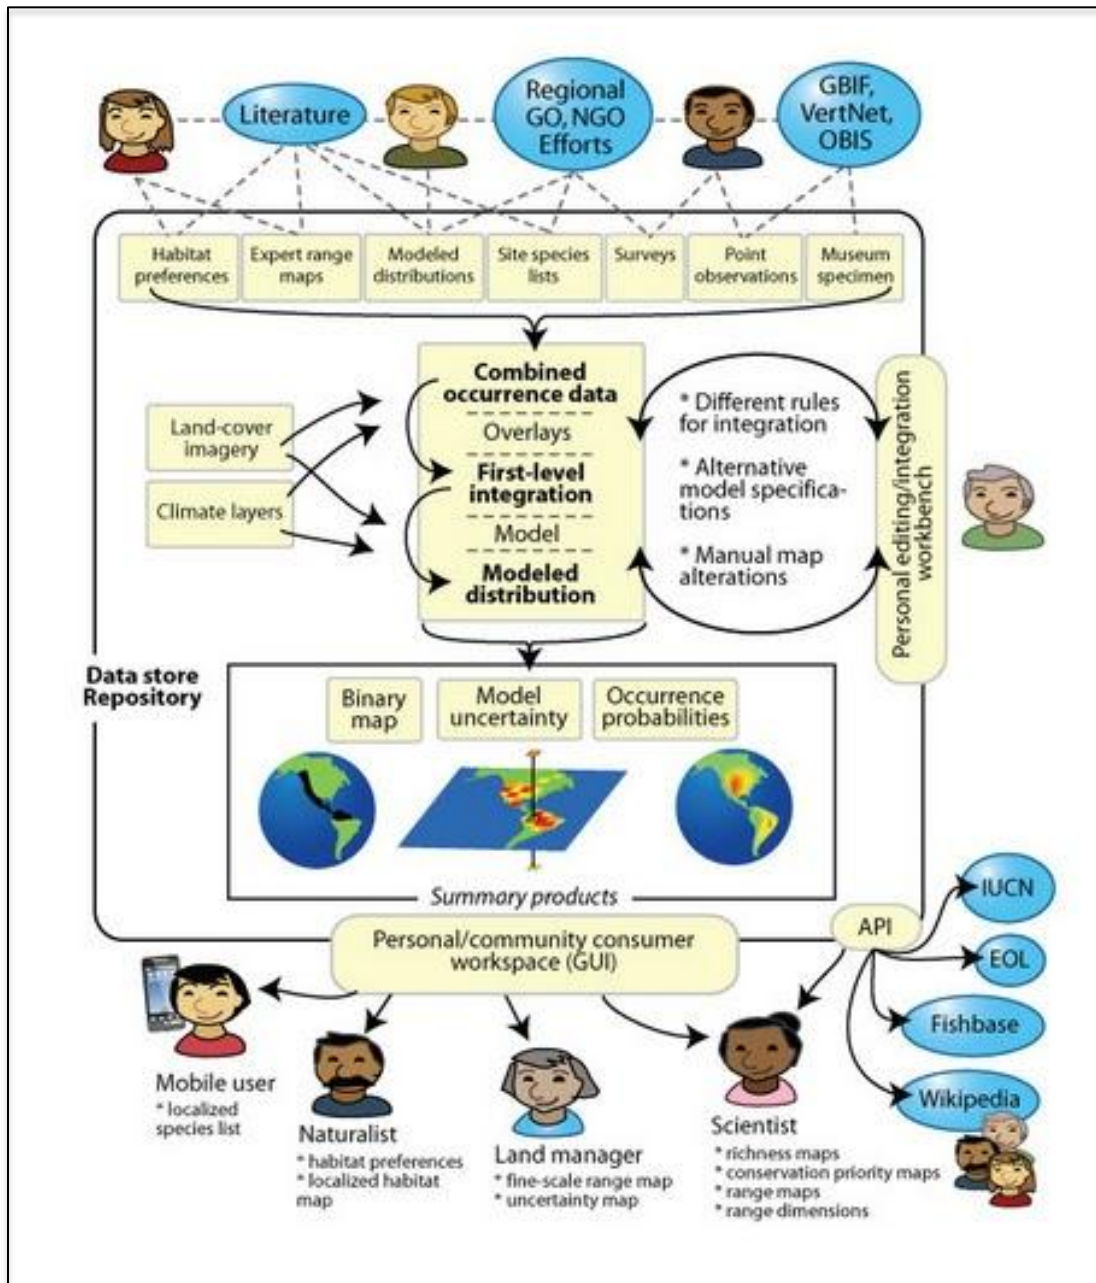 Literature
Regional
GO, NGO
Efforts
GBIF,
VertNet,
OBIS
Habitat
preferences
Expert range
maps
Modeled
distributions
Site species
lists
Surveys
Point
observations
Museum
specimen
Combined
occurrence data
Overlays
First-level
integration
Model
Modeled
distribution
Land-cover
imagery
Climate layers
* Different rules
for integration
* Alternative
model specifica-
tions
* Manual map
alterations
Personal editing/integration
workbench
Data store
Repository
Binary
map
Model
uncertainty
Occurrence
probabilities
Summary products
Personal/community consumer
workspace (GUI)
API
IUCN
EOL
Fishbase
Wikipedia
Mobile user
* localized
species list
Naturalist
* habitat preferences
* localized habitat
map
Land manager
* fine-scale range map
* uncertainty map
Scientist
* richness maps
* conservation priority maps
* range maps
* range dimensions